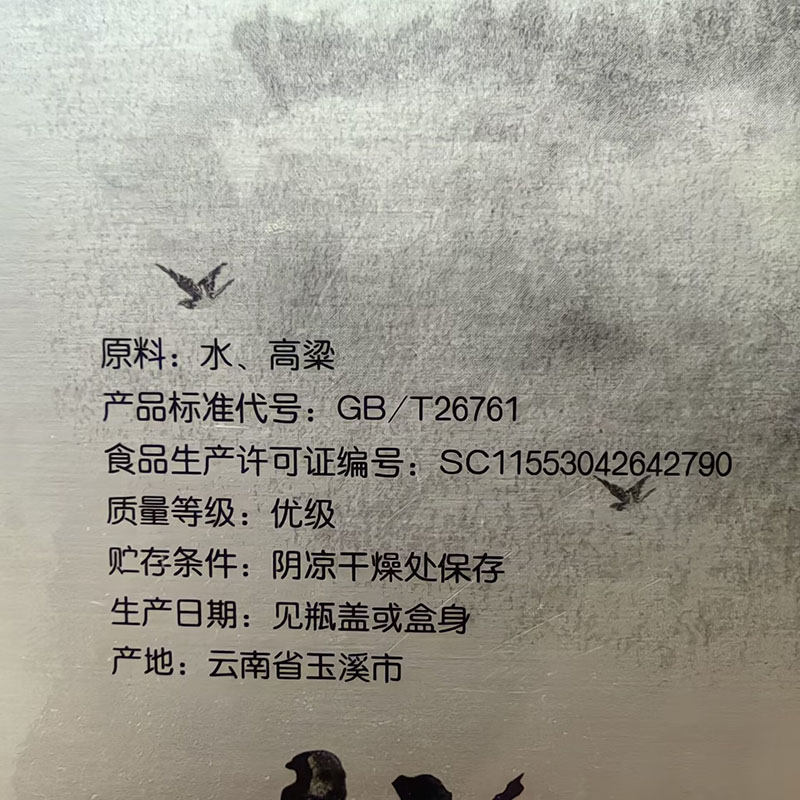 原料：水、高粱
产品标准代号：GB/T26761
食品生产许可证编号：SC11553042642790
质量等级：优级
贮存条件：阴凉干燥处保存
生产日期：见瓶盖或盒身
产地：云南省玉溪市